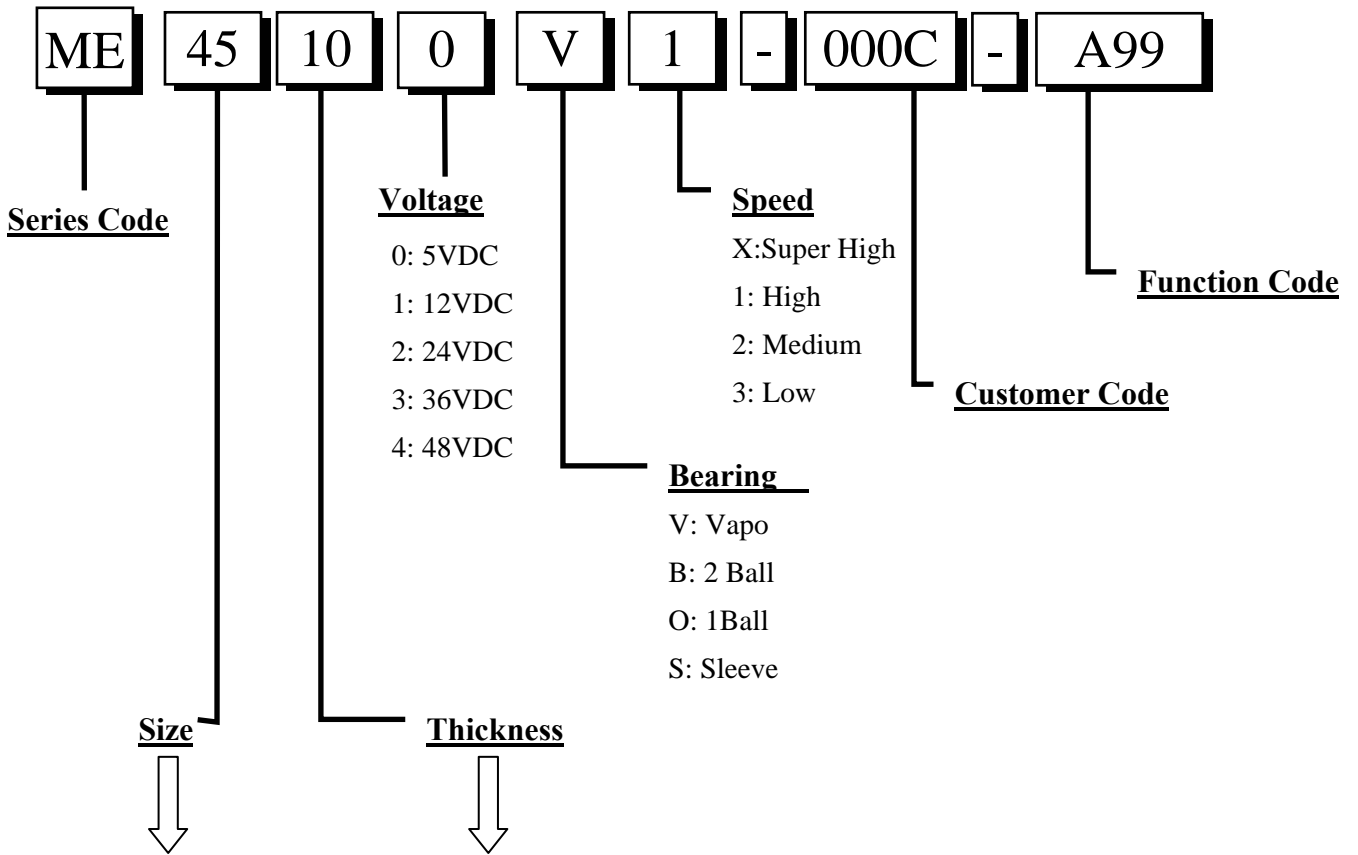 ME 45 10 0 V 1 - 000C - A99
Series Code
Voltage
0: 5VDC
1: 12VDC
2: 24VDC
3: 36VDC
4: 48VDC
Speed
X:Super High
1: High
2: Medium
3: Low
Function Code
Customer Code
Bearing
V: Vapo
B: 2 Ball
O: 1Ball
S: Sleeve
Size
Thickness